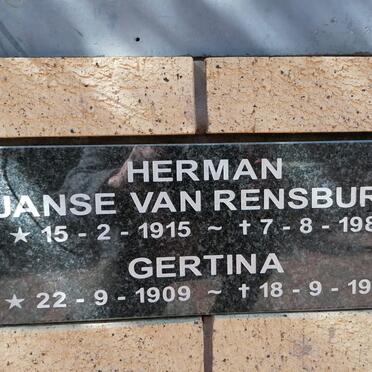 HERMAN
JANSE VAN RENSBUR
★ 15 - 2 - 1915 ~ † 7 - 8 - 198
GERTINA
★ 22 - 9 - 1909 ~ † 18 - 9 - 19